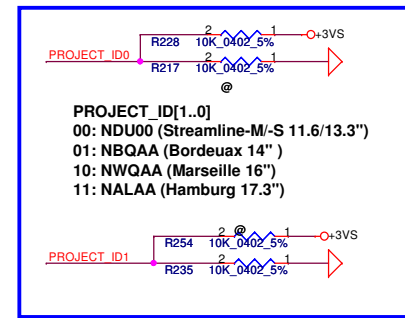 2 1 +3VS
R228 10K_0402_5%
PROJECT_ID0 2 1
R217 10K_0402_5%
@
PROJECT_ID[1..0]
00: NDU00 (Streamline-M/-S 11.6/13.3")
01: NBQAA (Bordeuax 14" )
10: NWQAA (Marseille 16")
11: NALAA (Hamburg 17.3")
2 @ 1 +3VS
R254 10K_0402_5%
PROJECT_ID1 2 1
R235 10K_0402_5%